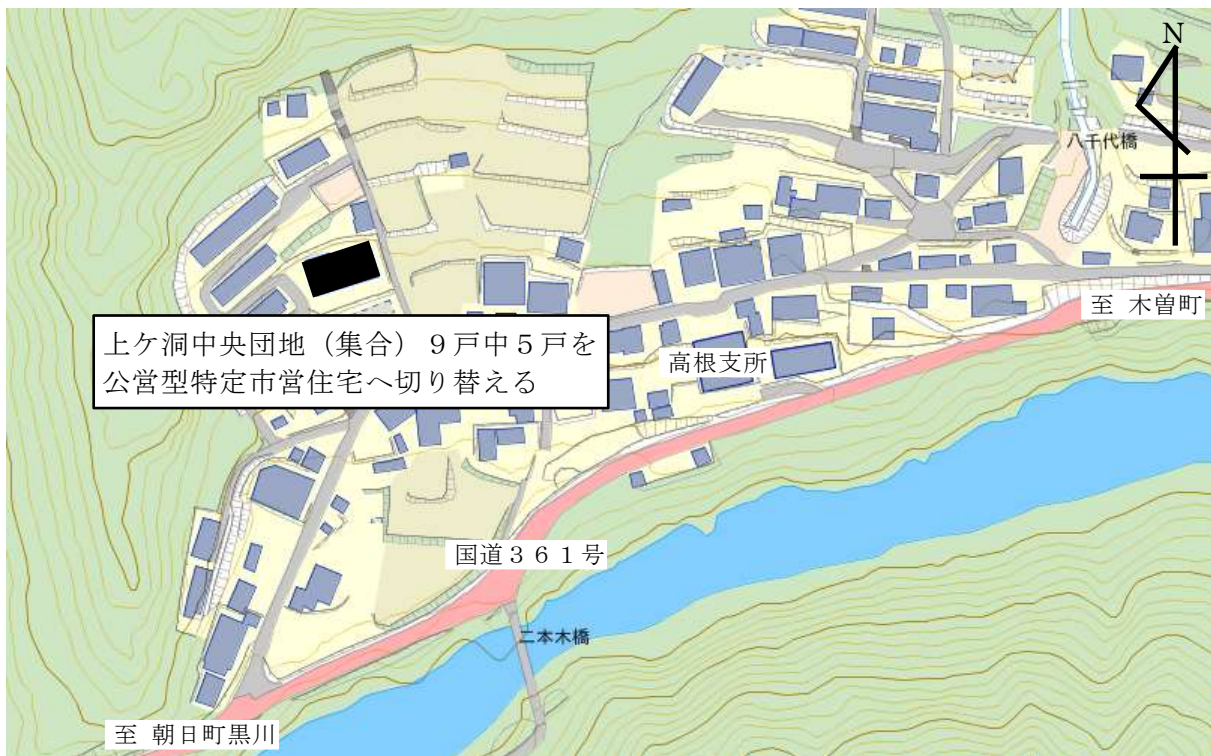 N
八千代橋
至 木曽町
上ケ洞中央団地（集合）９戸中５戸を
公営型特定市営住宅へ切り替える
高根支所
国道３６１号
二本木橋
至 朝日町黒川